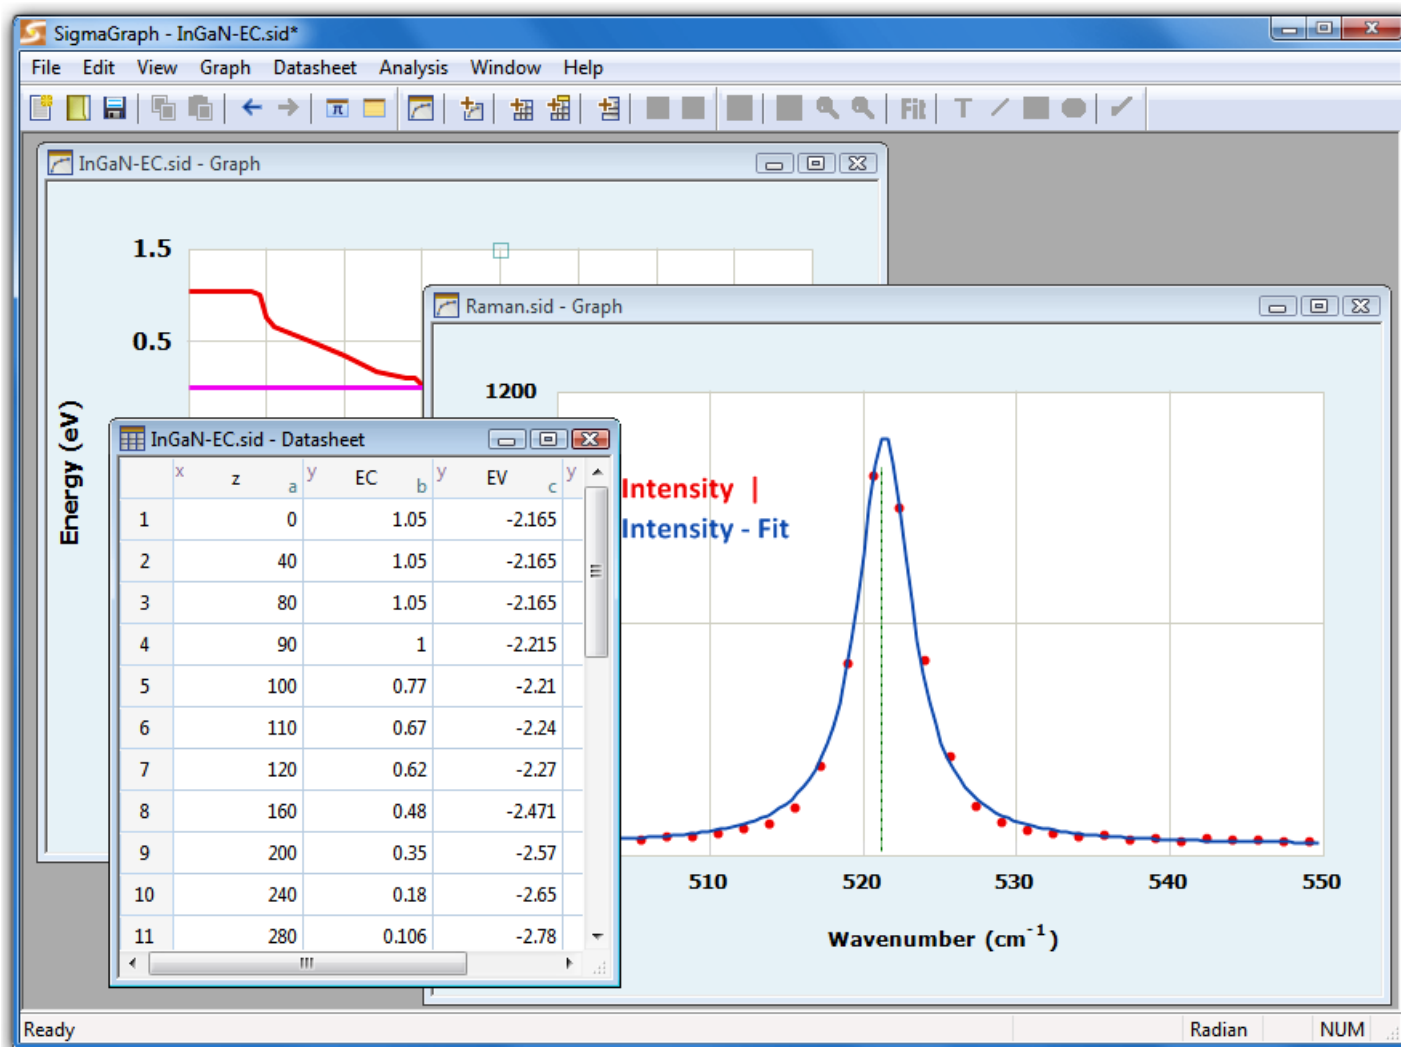 SigmaGraph - InGaN-EC.sid*
File Edit View Graph Datasheet Analysis Window Help
π Fit T
InGaN-EC.sid - Graph
1.5
0.5
Energy (eV)
Raman.sid - Graph
1200
Intensity |
Intensity - Fit
510 520 530 540 550
Wavenumber (cm⁻¹)
InGaN-EC.sid - Datasheet
x z a y EC b y EV c y
1 0 1.05 -2.165
2 40 1.05 -2.165
3 80 1.05 -2.165
4 90 1 -2.215
5 100 0.77 -2.21
6 110 0.67 -2.24
7 120 0.62 -2.27
8 160 0.48 -2.471
9 200 0.35 -2.57
10 240 0.18 -2.65
11 280 0.106 -2.78
Ready Radian NUM